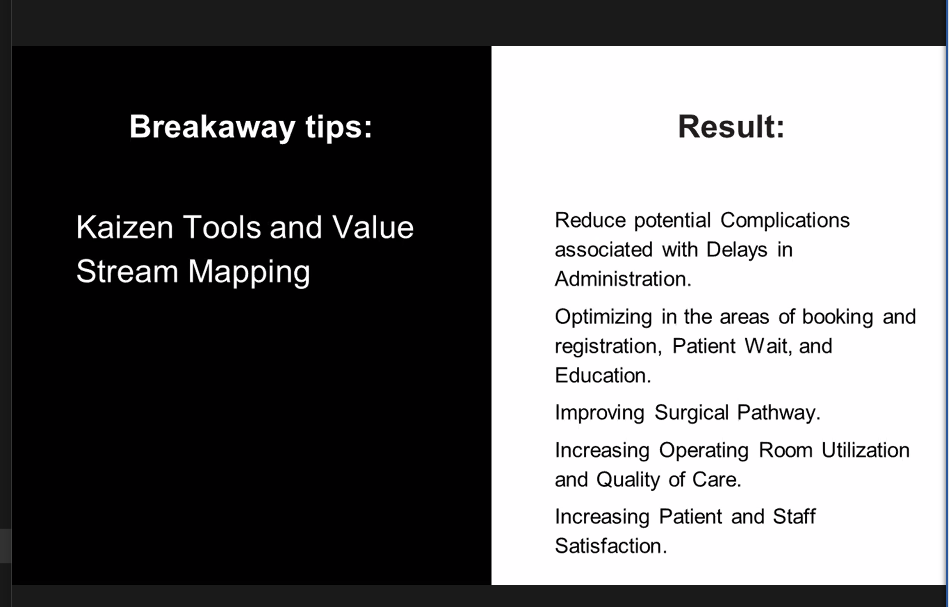 Breakaway tips:
Kaizen Tools and Value
Stream Mapping
Result:
Reduce potential Complications
associated with Delays in
Administration.
Optimizing in the areas of booking and
registration, Patient Wait, and
Education.
Improving Surgical Pathway.
Increasing Operating Room Utilization
and Quality of Care.
Increasing Patient and Staff
Satisfaction.